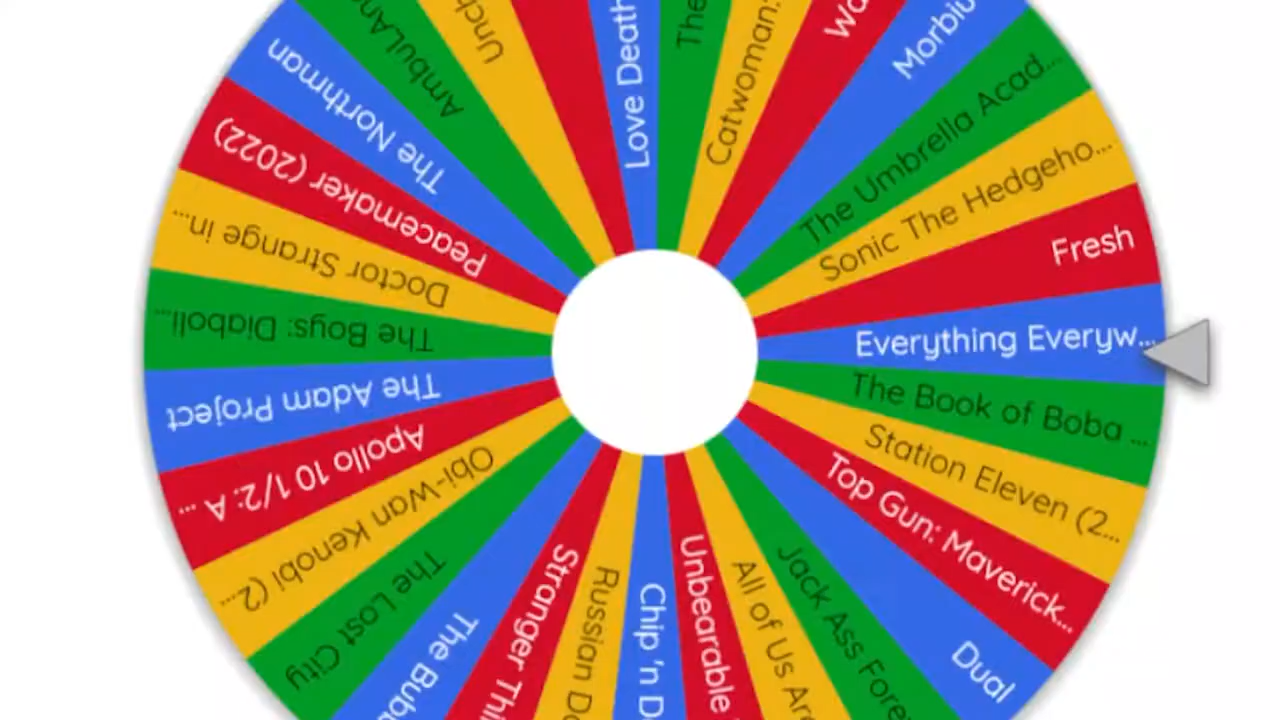 Love Death
The
Catwoman:
Wa
Morbiu
The Umbrella Acad...
Sonic The Hedgeho...
Fresh
Everything Everyw...
The Book of Boba ...
Station Eleven (2...
Top Gun: Maverick...
Dual
Jack Ass Forev
All of Us Are
Unbearable
Chip 'n D
Russian Do
Stranger Thi
The Bubb
The Lost City
Obi-Wan Kenobi (2...
Apollo 10 1/2: A ...
The Adam Project
The Boys: Diaboli...
Doctor Strange in...
Peacemaker (2022)
The Northman
AmbuLAn
Unch